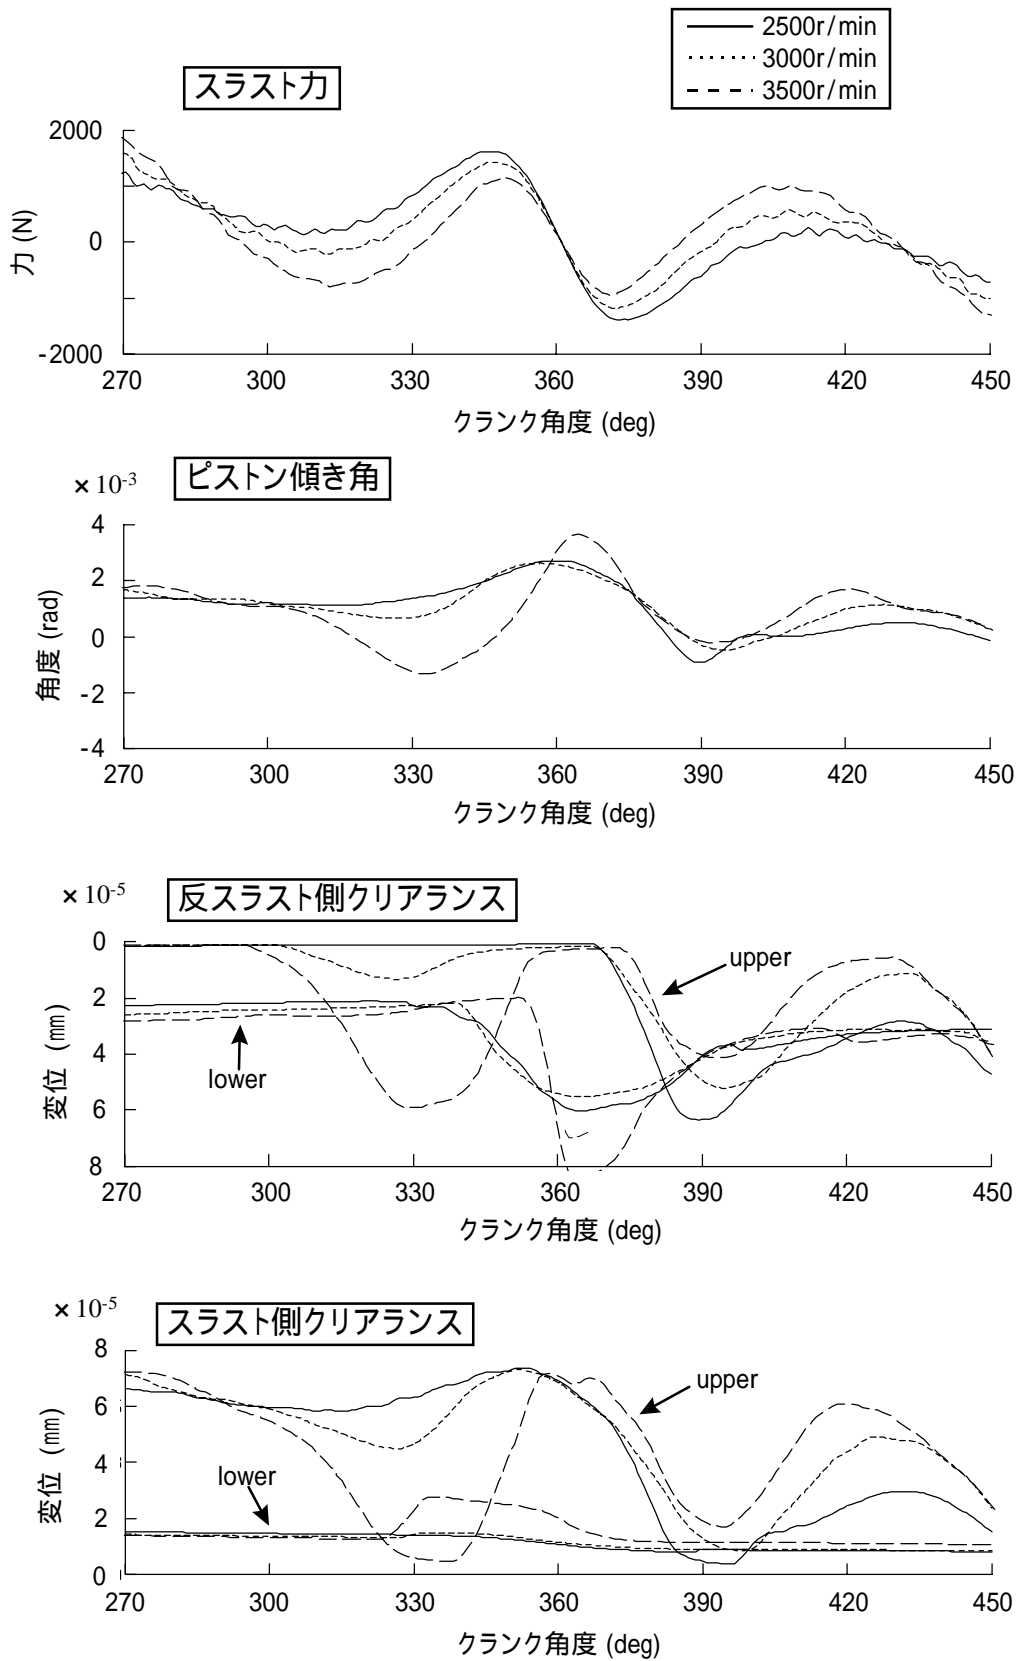 2500r/min
3000r/min
3500r/min
スラスト力
2000
0
-2000
力 (N)
270 300 330 360 390 420 450
クランク角度 (deg)
×10-3
ピストン傾き角
4
2
0
-2
-4
角度 (rad)
270 300 330 360 390 420 450
クランク角度 (deg)
×10-5
反スラスト側クリアランス
0
2
4
6
8
変位 (㎜)
upper
lower
270 300 330 360 390 420 450
クランク角度 (deg)
×10-5
スラスト側クリアランス
8
6
4
2
0
変位 (㎜)
upper
lower
270 300 330 360 390 420 450
クランク角度 (deg)